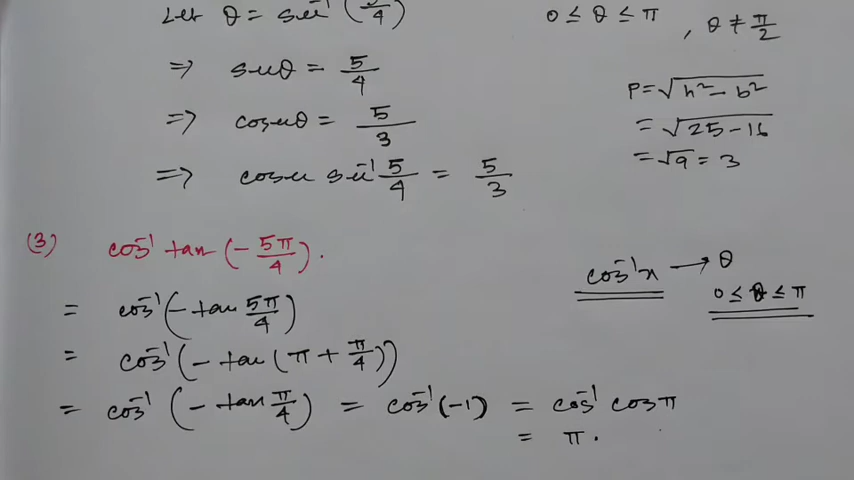 Let θ = sec⁻¹(5/4)    0 ≤ θ ≤ π, θ ≠ π/2
⇒ secθ = 5/4    P = √(h² − b²)
⇒ cosecθ = 5/3    = √(25 − 16)
⇒ cosec sec⁻¹ 5/4 = 5/3    = √9 = 3
(3) cos⁻¹ tan(−5π/4).
cos⁻¹x → θ
= cos⁻¹(−tan 5π/4)    0 ≤ θ ≤ π
= cos⁻¹(−tan(π + π/4))
= cos⁻¹(−tan π/4) = cos⁻¹(−1) = cos⁻¹ cosπ
= π.